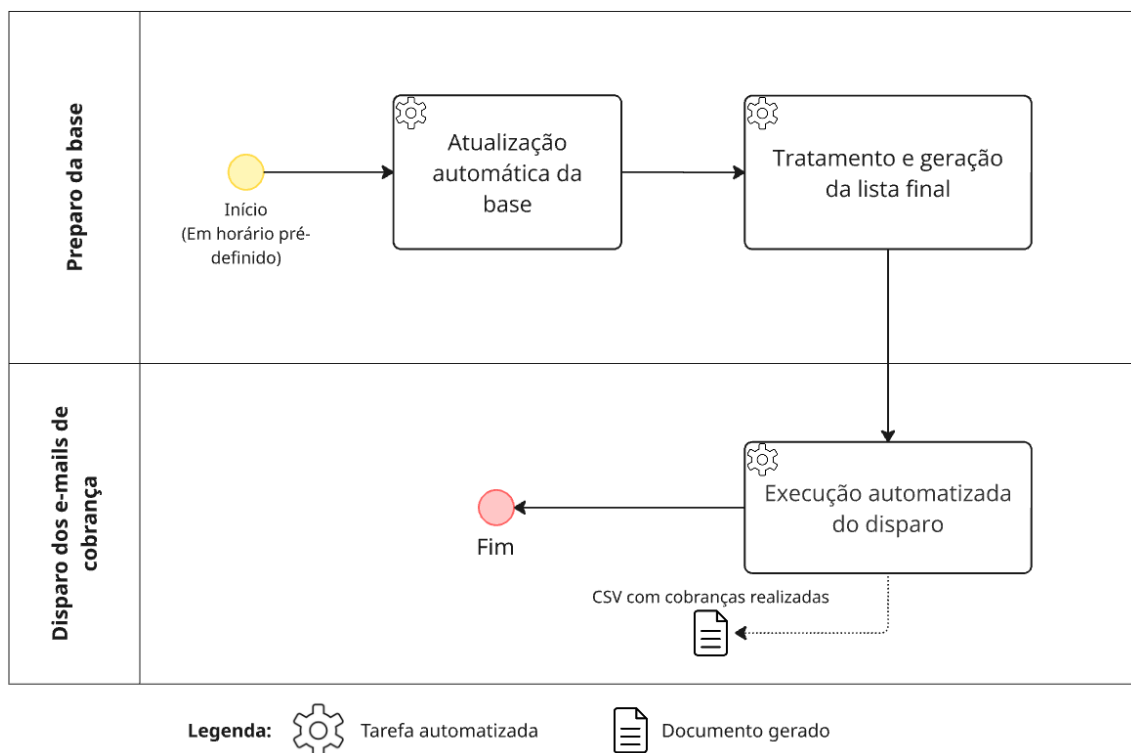 Preparo da base
Início
(Em horário pré-
definido)
Atualização
automática da
base
Tratamento e geração
da lista final
Disparo dos e-mails de
cobrança
Execução automatizada
do disparo
Fim
CSV com cobranças realizadas
Legenda: Tarefa automatizada Documento gerado